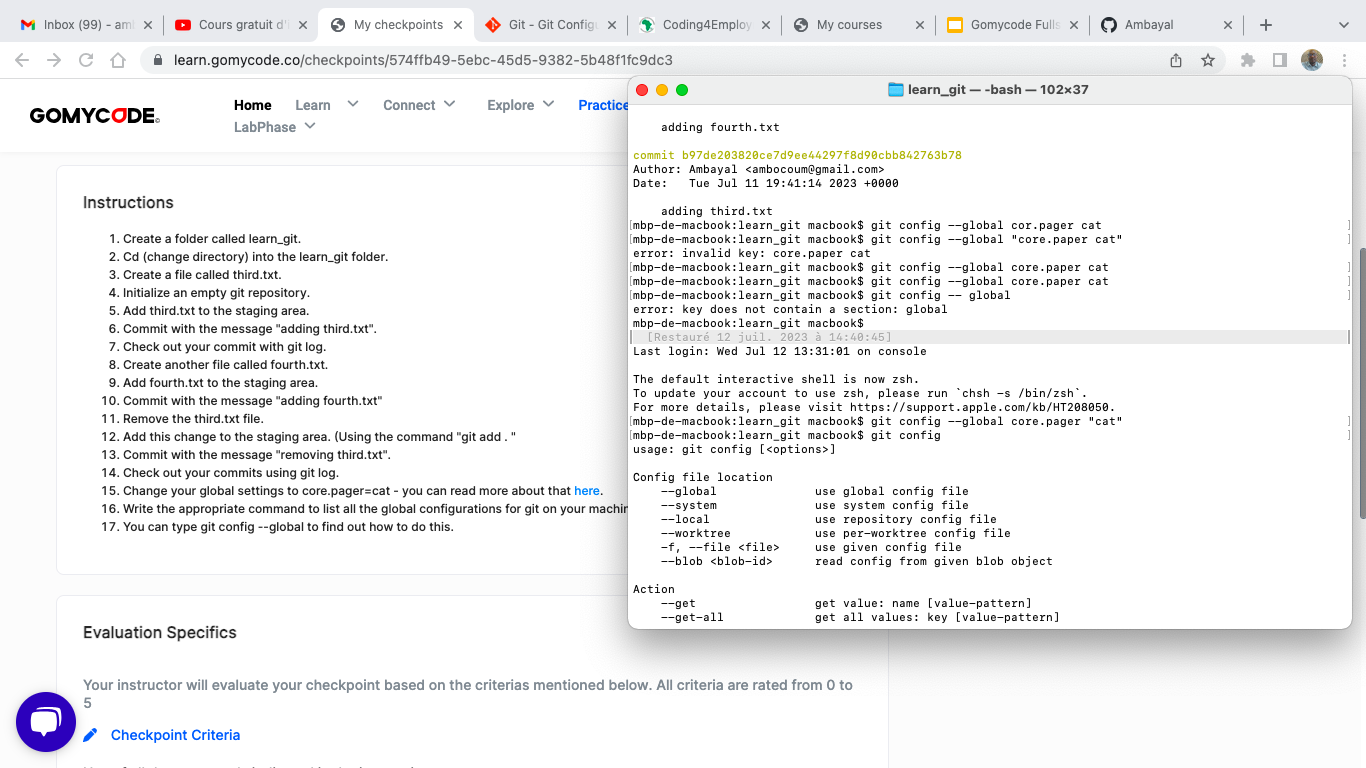 Inbox (99) - am
Cours gratuit d'
My checkpoints
Git - Git Configu
Coding4Employ
My courses
Gomycode Fulls
Ambayal
learn.gomycode.co/checkpoints/574ffb49-5ebc-45d5-9382-5b48f1fc9dc3
GOMYCODE
Home Learn Connect Explore Practice
LabPhase
Instructions
1. Create a folder called learn_git.
2. Cd (change directory) into the learn_git folder.
3. Create a file called third.txt.
4. Initialize an empty git repository.
5. Add third.txt to the staging area.
6. Commit with the message "adding third.txt".
7. Check out your commit with git log.
8. Create another file called fourth.txt.
9. Add fourth.txt to the staging area.
10. Commit with the message "adding fourth.txt"
11. Remove the third.txt file.
12. Add this change to the staging area. (Using the command "git add . "
13. Commit with the message "removing third.txt".
14. Check out your commits using git log.
15. Change your global settings to core.pager=cat - you can read more about that here.
16. Write the appropriate command to list all the global configurations for git on your machin
17. You can type git config --global to find out how to do this.
Evaluation Specifics
Your instructor will evaluate your checkpoint based on the criterias mentioned below. All criteria are rated from 0 to
5
Checkpoint Criteria
learn_git — -bash — 102×37
adding fourth.txt
commit b97de203820ce7d9ee44297f8d90cbb842763b78
Author: Ambayal <ambocoum@gmail.com>
Date:   Tue Jul 11 19:41:14 2023 +0000
adding third.txt
[mbp-de-macbook:learn_git macbook$ git config --global cor.pager cat ]
[mbp-de-macbook:learn_git macbook$ git config --global "core.paper cat" ]
error: invalid key: core.paper cat
[mbp-de-macbook:learn_git macbook$ git config --global core.paper cat ]
[mbp-de-macbook:learn_git macbook$ git config --global core.paper cat ]
[mbp-de-macbook:learn_git macbook$ git config -- global ]
error: key does not contain a section: global
mbp-de-macbook:learn_git macbook$
[Restauré 12 juil. 2023 à 14:40:45]
Last login: Wed Jul 12 13:31:01 on console
The default interactive shell is now zsh.
To update your account to use zsh, please run `chsh -s /bin/zsh`.
For more details, please visit https://support.apple.com/kb/HT208050.
[mbp-de-macbook:learn_git macbook$ git config --global core.pager "cat" ]
[mbp-de-macbook:learn_git macbook$ git config ]
usage: git config [<options>]
Config file location
--global use global config file
--system use system config file
--local use repository config file
--worktree use per-worktree config file
-f, --file <file> use given config file
--blob <blob-id> read config from given blob object
Action
--get get value: name [value-pattern]
--get-all get all values: key [value-pattern]